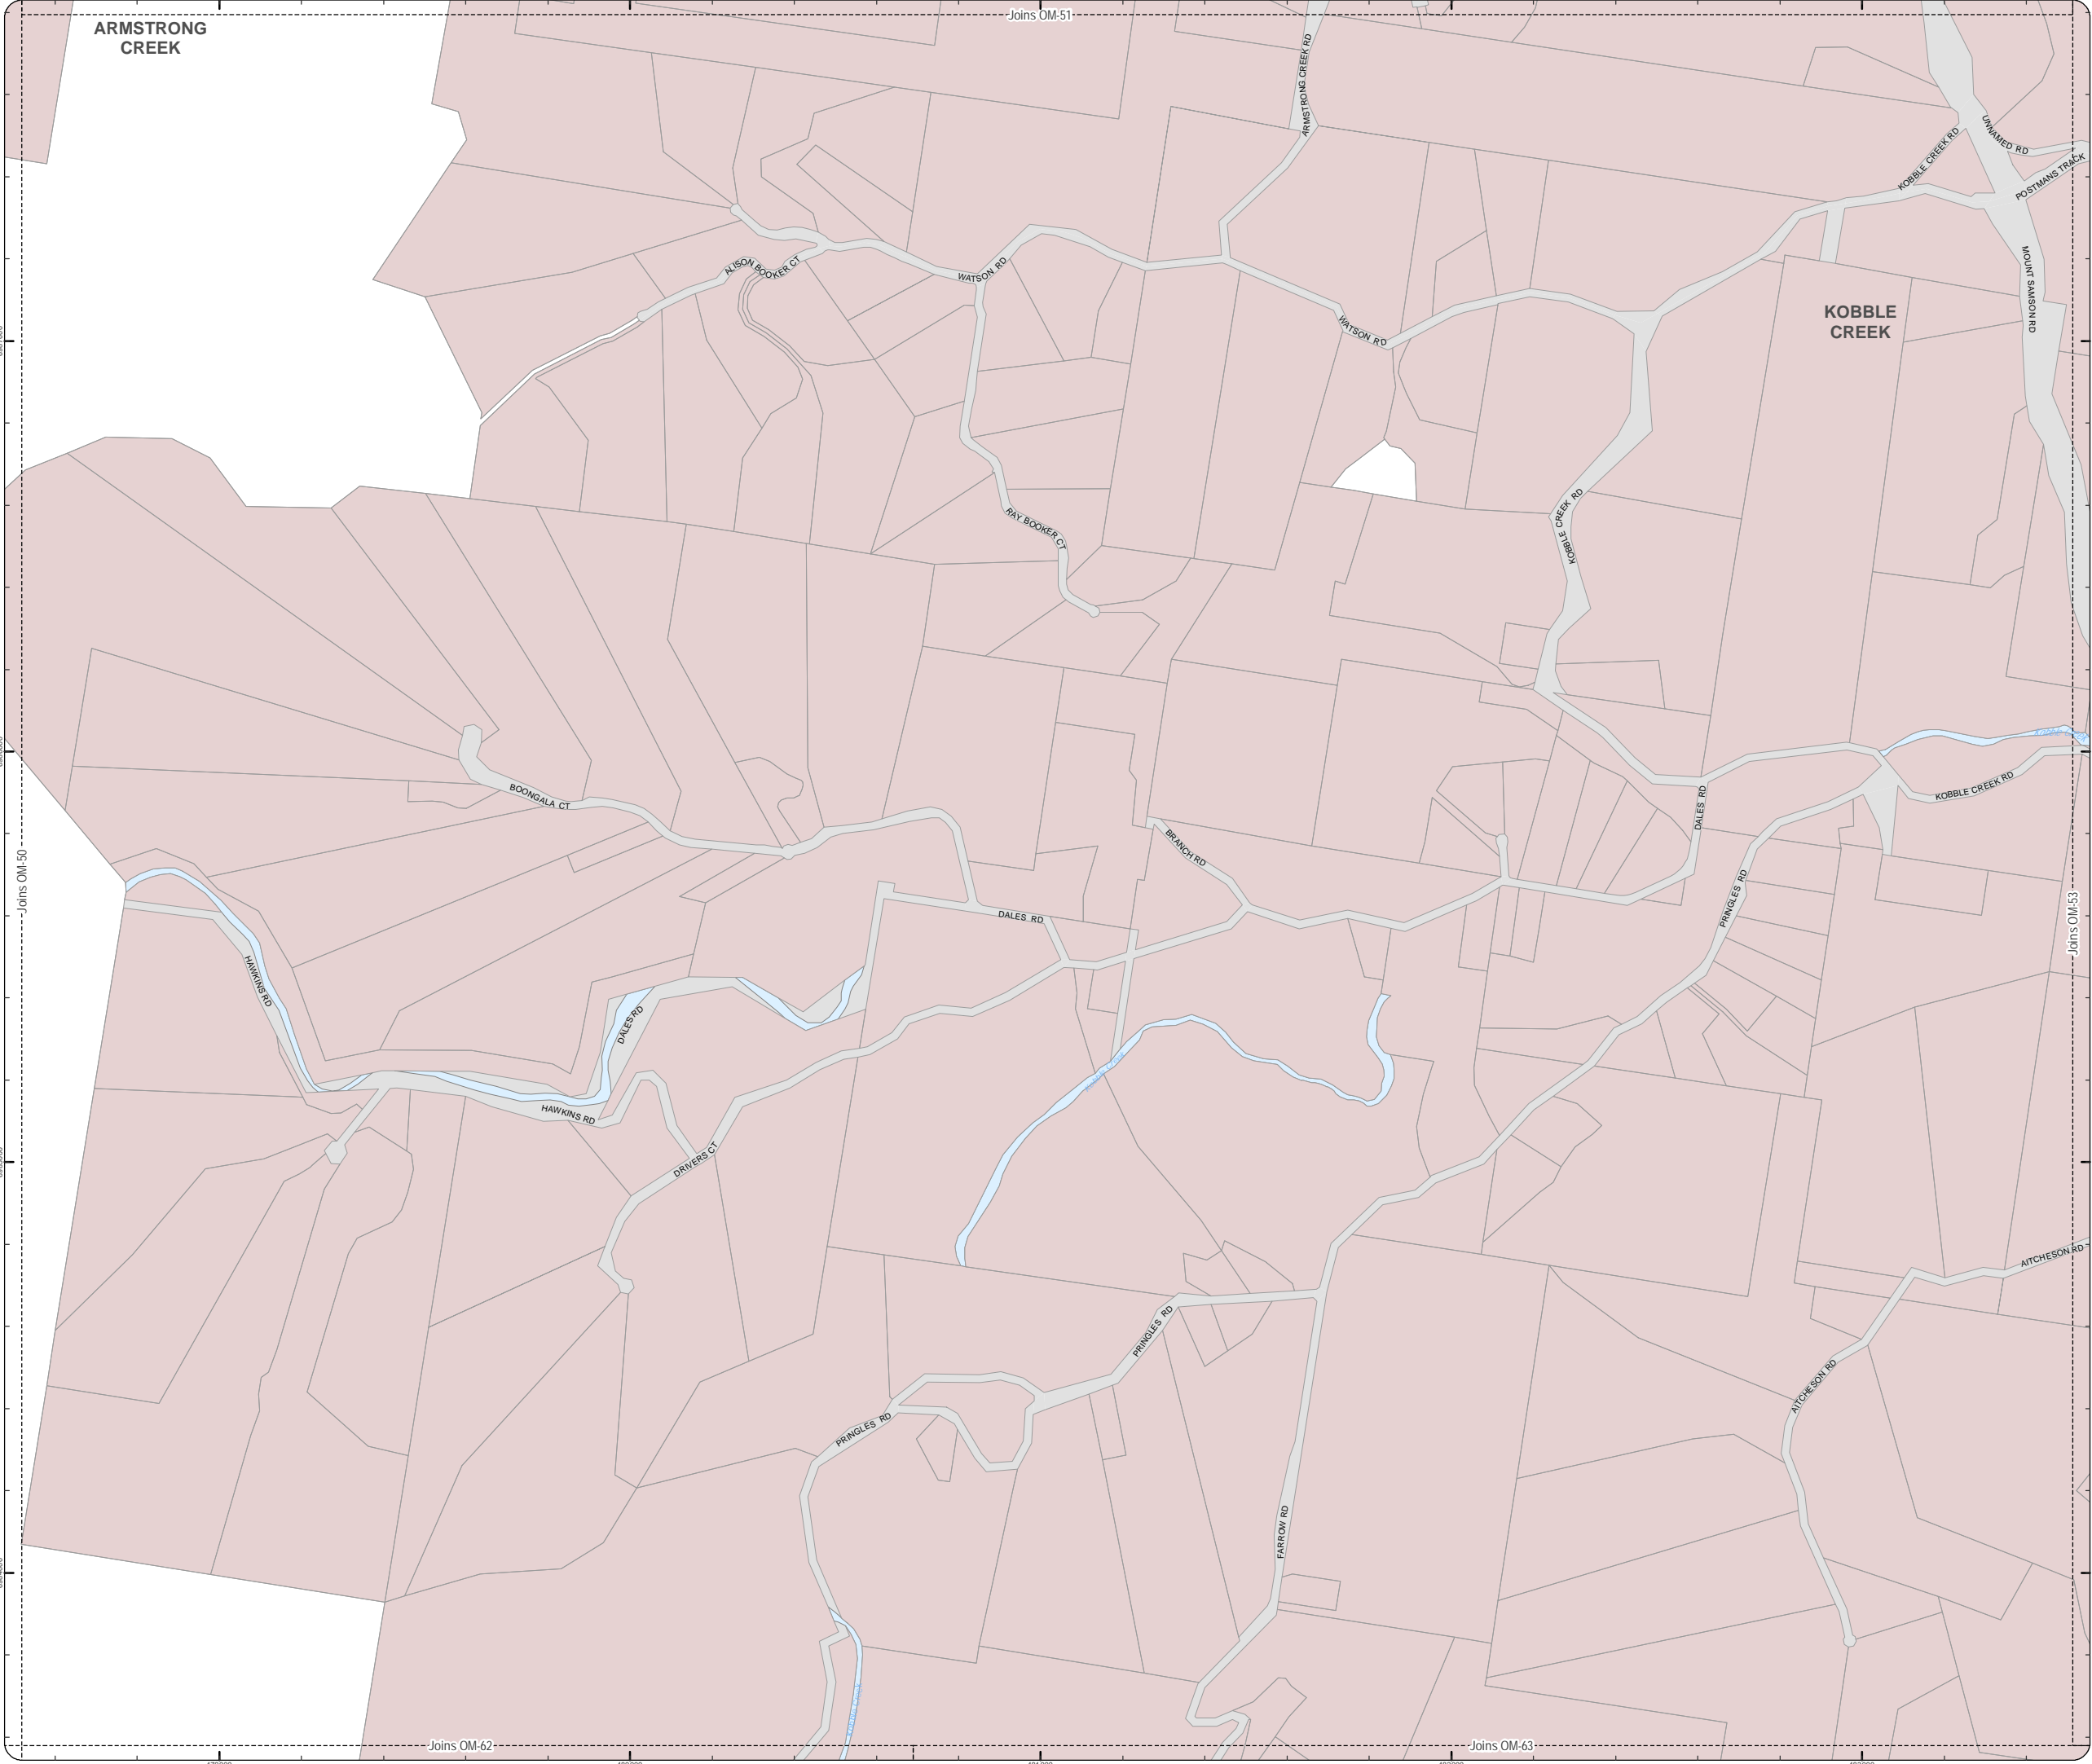 Joins OM-51
ARMSTRONG
CREEK
ARMSTRONG CREEK RD
UNNAMED RD
KOBBLE CREEK RD
POSTMANS TRACK
ALISON BOOKER CT
WATSON RD
MOUNT SAMSON RD
KOBBLE
CREEK
WATSON RD
KOBBLE CREEK RD
RAY BOOKER CT
BOONGALA CT
DALES RD
KOBBLE CREEK RD
BRANCH RD
Joins OM-50
PRINGLES RD
DALES RD
Joins OM-53
HAWKINS RD
DALES RD
HAWKINS RD
DRIVERS CT
AITCHESON RD
PRINGLES RD
AITCHESON RD
PRINGLES RD
FARROW RD
Joins OM-62
Joins OM-63